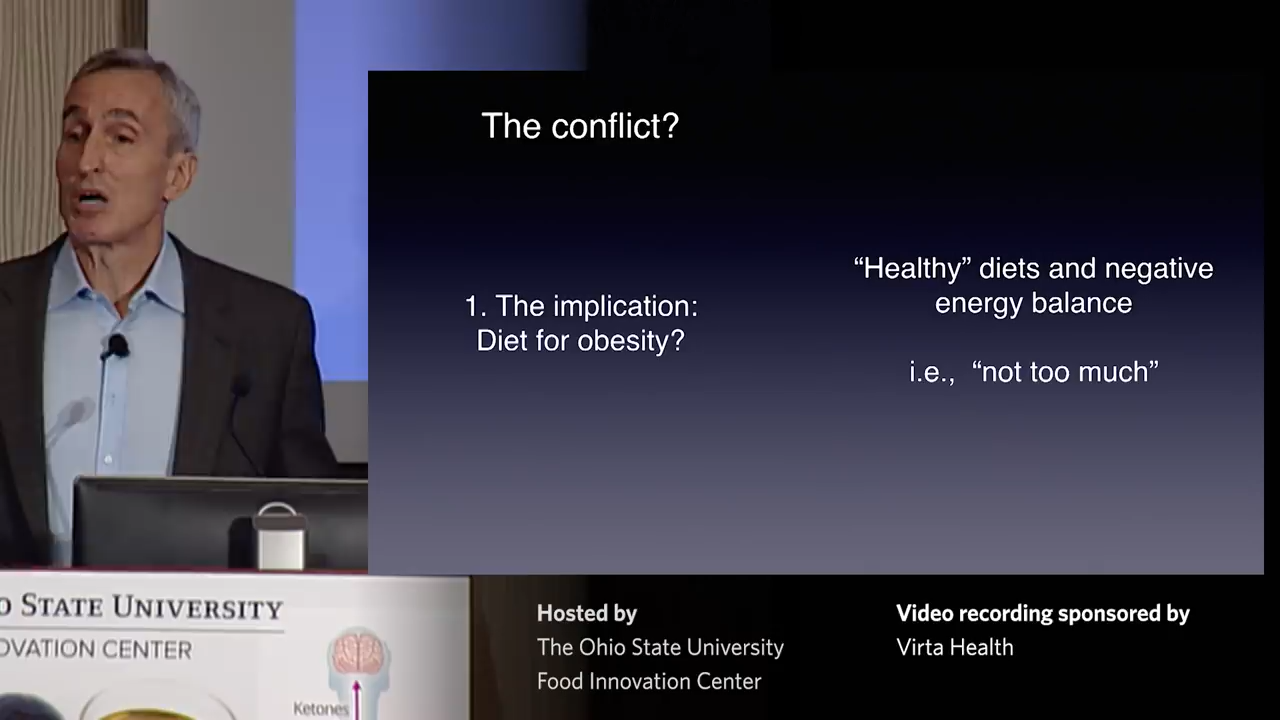 The conflict?
1. The implication:
Diet for obesity?
“Healthy” diets and negative
energy balance
i.e., “not too much”
STATE UNIVERSITY
CENTER
Ketones
Hosted by
The Ohio State University
Food Innovation Center
Video recording sponsored by
Virta Health